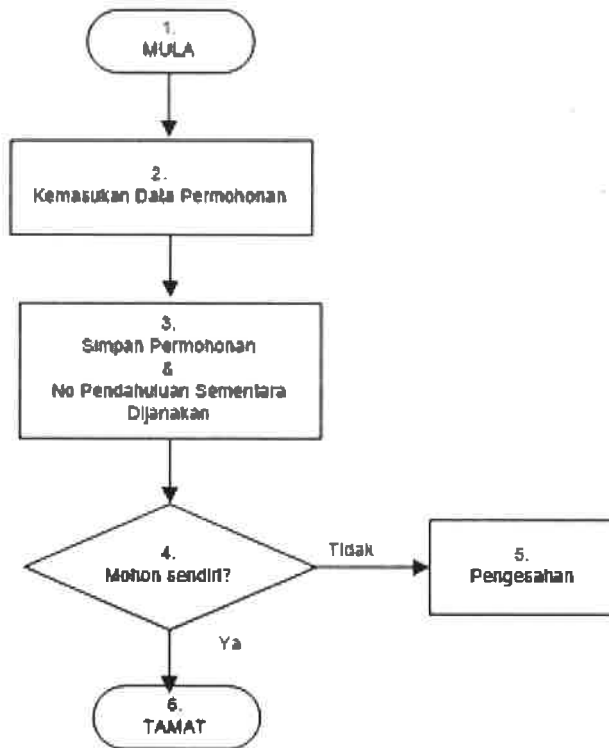 1.
MULA
2.
Kemasukan Data Permohonan
3.
Simpan Permohonan
&
No Pendahuluan Sementara
Dijanakan
4.
Mohon sendiri?
Tidak
5.
Pengesahan
Ya
6.
TAMAT